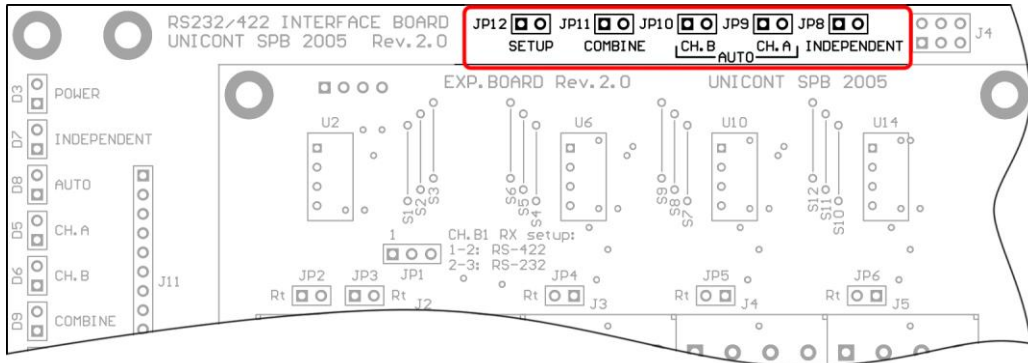 RS232/422 INTERFACE BOARD
UNICONT SPB 2005 Rev.2.0
JP12 JP11 JP10 JP9 JP8
SETUP COMBINE CH.B CH.A INDEPENDENT
AUTO
J4
EXP.BOARD Rev.2.0 UNICONT SPB 2005
D3 POWER
D7 INDEPENDENT
D8 AUTO
D5 CH.A
D6 CH.B
D9 COMBINE
J11
U2 U6 U10 U14
S1 S2 S3 S6 S5 S4 S9 S8 S7 S12 S11 S10
1 CH.B1 RX setup:
1-2: RS-422
2-3: RS-232
JP2 JP3 JP1 JP4 JP5 JP6
Rt Rt Rt Rt Rt
J2 J3 J4 J5